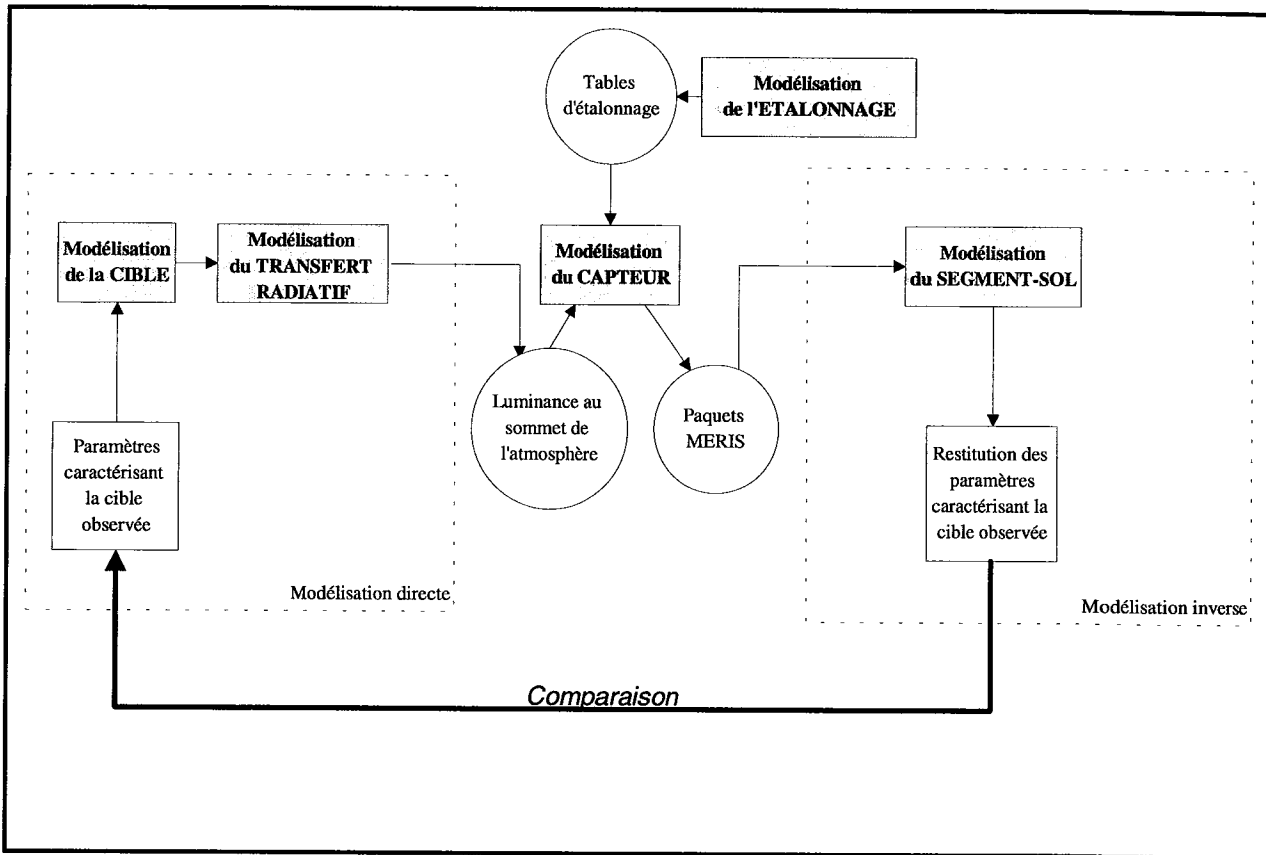 Tables
d'étalonnage
Modélisation
de l'ETALONNAGE
Modélisation
de la CIBLE
Modélisation
du TRANSFERT
RADIATIF
Modélisation
du CAPTEUR
Modélisation
du SEGMENT-SOL
Paramètres
caractérisant
la cible
observée
Luminance au
sommet de
l'atmosphère
Paquets
MERIS
Restitution des
paramètres
caractérisant la
cible observée
Modélisation directe
Modélisation inverse
Comparaison